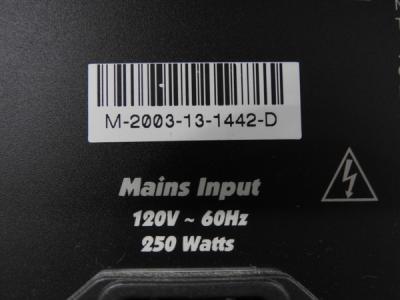 M-2003-13-1442-D
Mains Input
120V ~ 60Hz
250 Watts